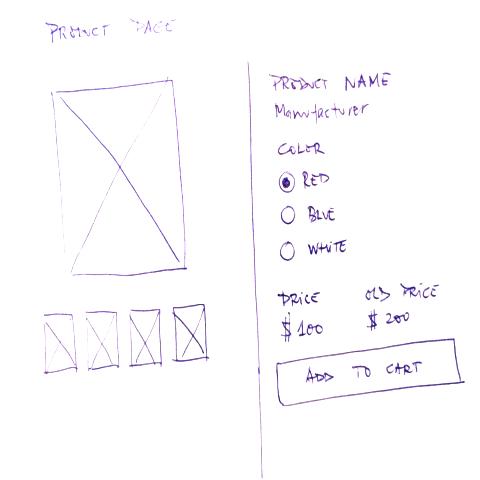 PRODUCT PAGE
PRODUCT NAME
Manufacturer
COLOR
RED
BLUE
WHITE
PRICE OLD PRICE
$100 $200
ADD TO CART